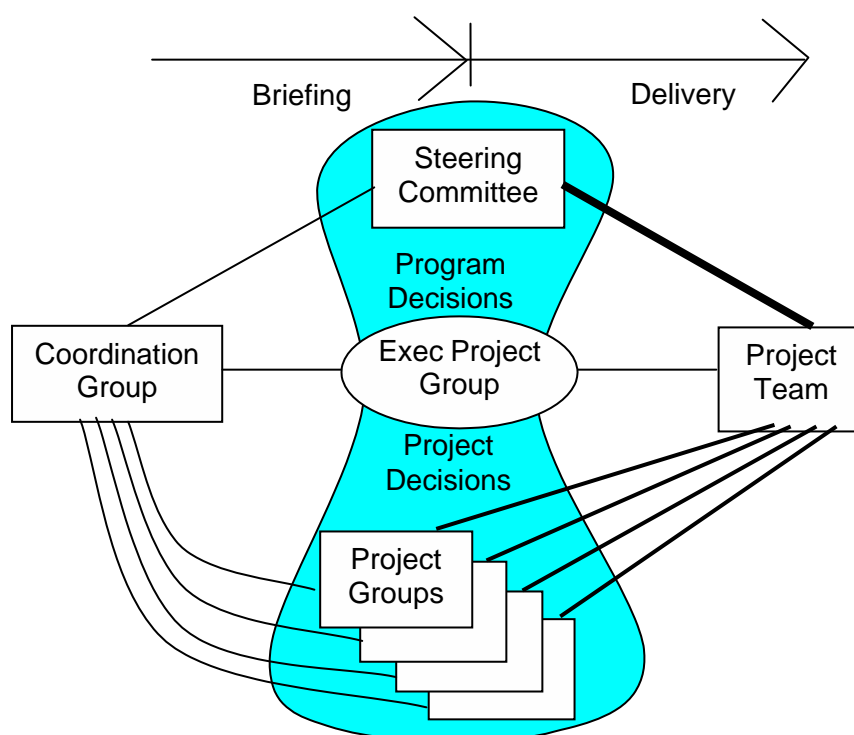 Briefing
Delivery
Steering
Committee
Program
Decisions
Coordination
Group
Exec Project
Group
Project
Team
Project
Decisions
Project
Groups